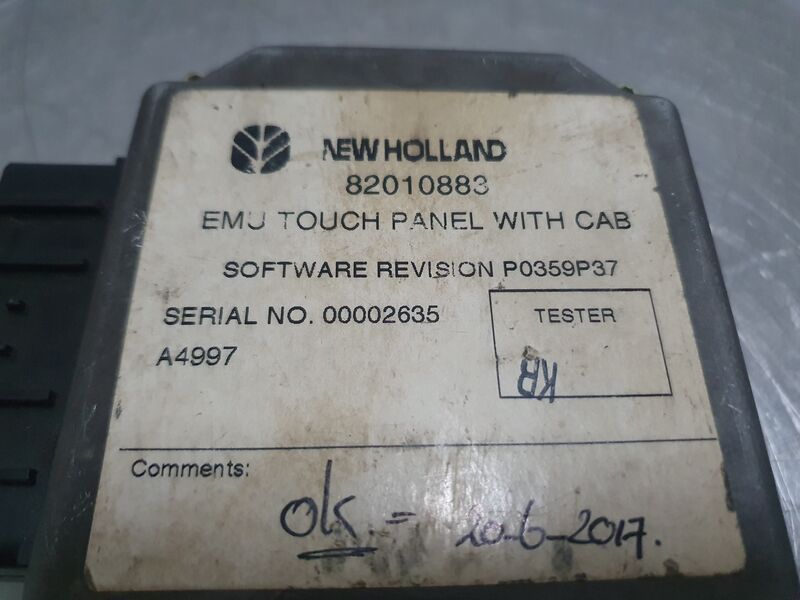 NEW HOLLAND
82010883
EMU TOUCH PANEL WITH CAB
SOFTWARE REVISION P0359P37
SERIAL NO. 00002635
TESTER
A4997
KR
Comments:
Ok. = 20-6-2017.